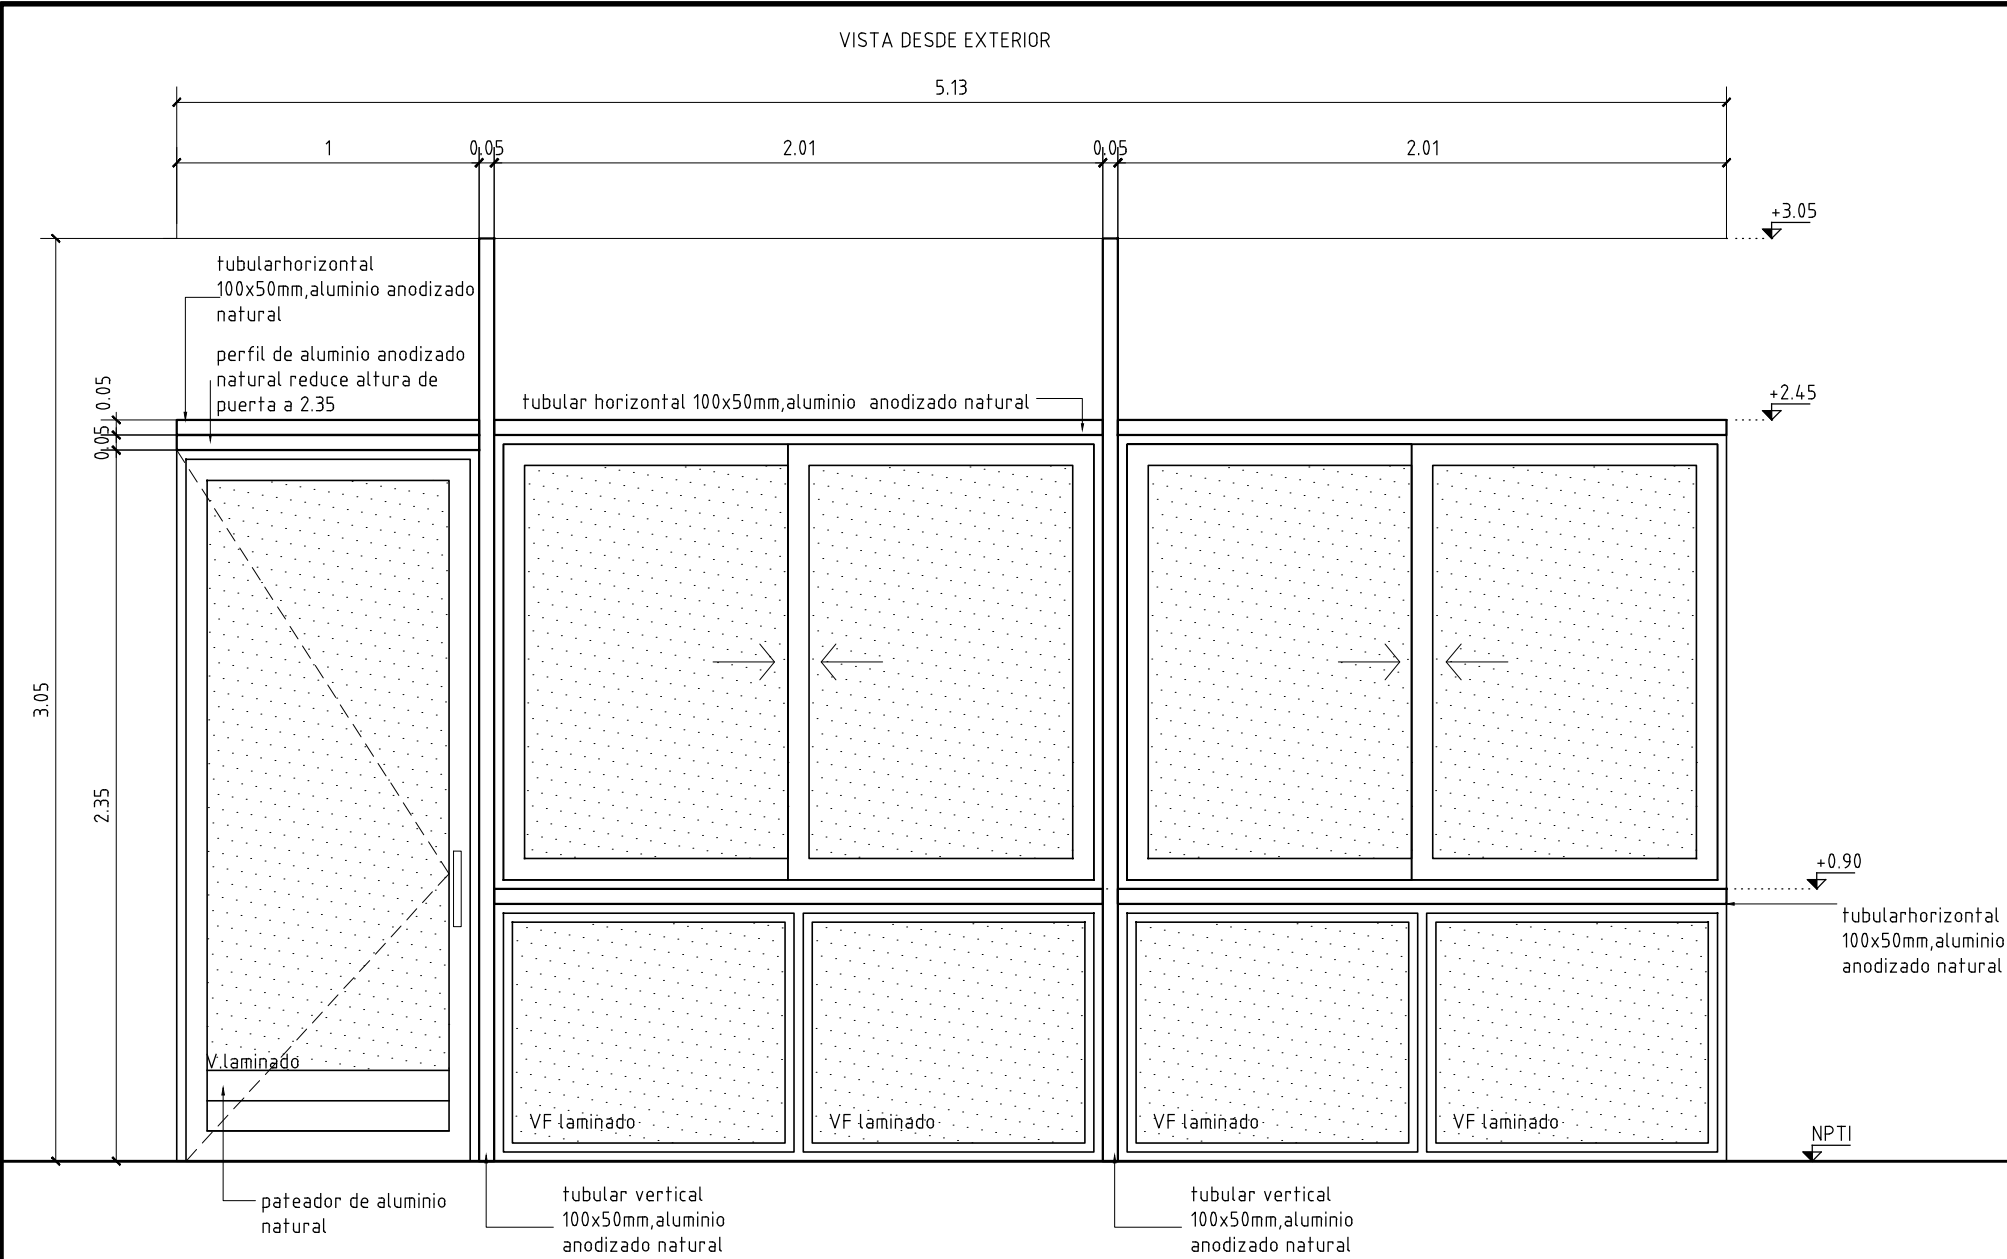 VISTA DESDE EXTERIOR
5.13
1
0.05
2.01
0.05
2.01
+3.05
tubularhorizontal
100x50mm,aluminio anodizado
natural
perfil de aluminio anodizado
natural reduce altura de
puerta a 2.35
tubular horizontal 100x50mm,aluminio anodizado natural
+2.45
0.05
0.05
3.05
2.35
+0.90
tubularhorizontal
100x50mm,aluminio
anodizado natural
V.laminado
VF laminado
VF laminado
VF laminado
VF laminado
NPTI
pateador de aluminio
natural
tubular vertical
100x50mm,aluminio
anodizado natural
tubular vertical
100x50mm,aluminio
anodizado natural